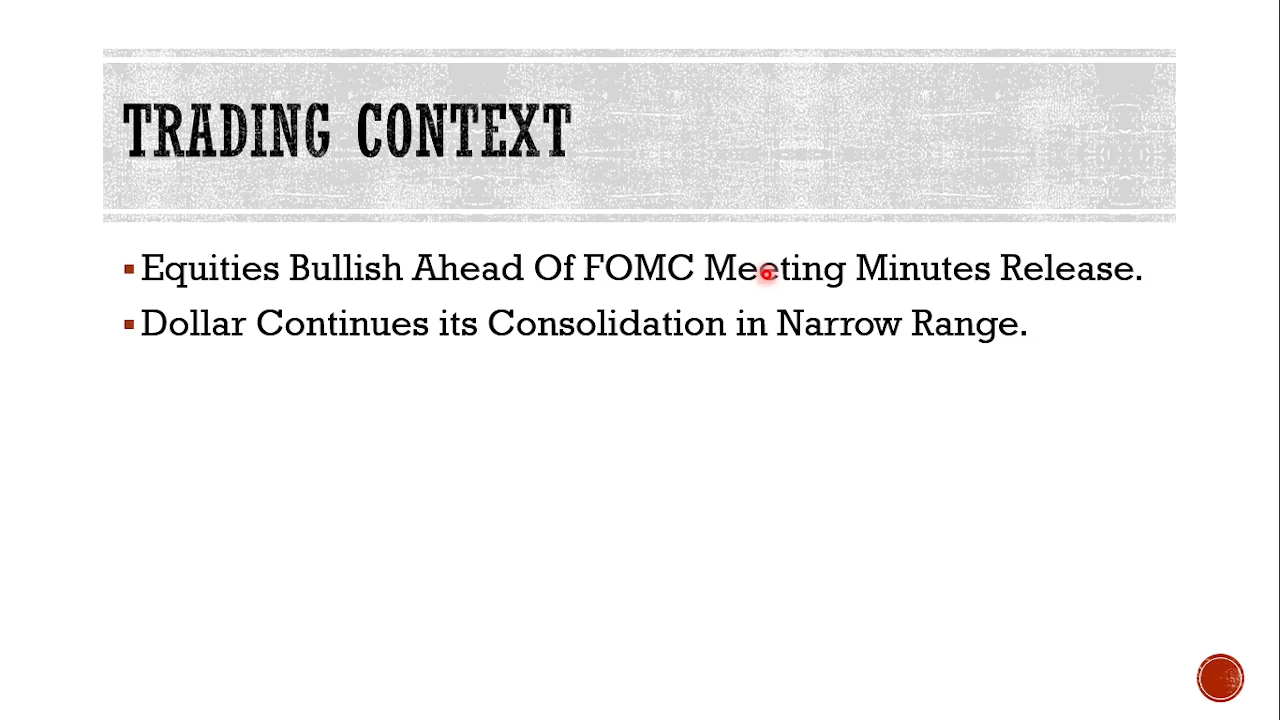 TRADING CONTEXT
Equities Bullish Ahead Of FOMC Meeting Minutes Release.
Dollar Continues its Consolidation in Narrow Range.